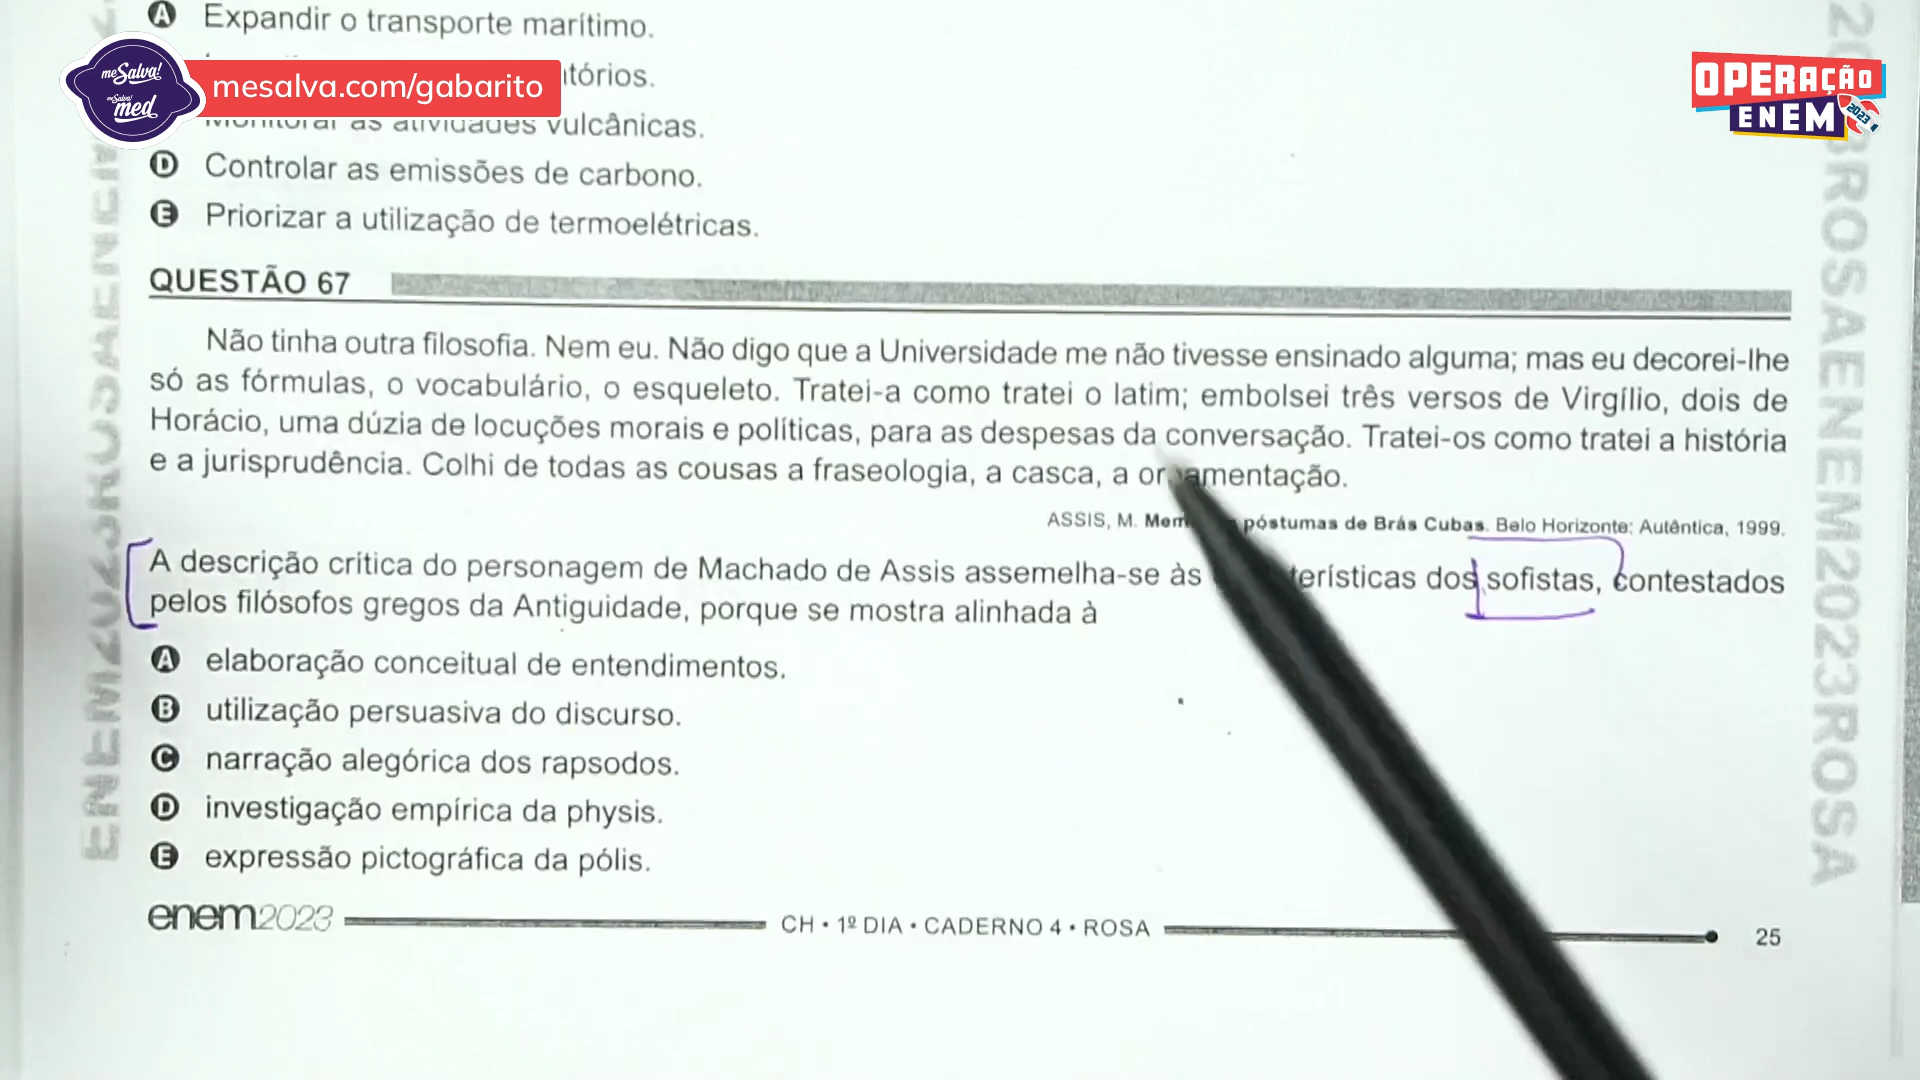 A Expandir o transporte marítimo.
meSalva!
meSalva!
med
mesalva.com/gabarito
OPERAÇÃO
ENEM
2023
vulcânicas.
D Controlar as emissões de carbono.
E Priorizar a utilização de termoelétricas.
QUESTÃO 67
Não tinha outra filosofia. Nem eu. Não digo que a Universidade me não tivesse ensinado alguma; mas eu decorei-lhe
só as fórmulas, o vocabulário, o esqueleto. Tratei-a como tratei o latim; embolsei três versos de Virgílio, dois de
Horácio, uma dúzia de locuções morais e políticas, para as despesas da conversação. Tratei-os como tratei a história
e a jurisprudência. Colhi de todas as cousas a fraseologia, a casca, a
ASSIS, M. póstumas de Brás Cubas. Belo Horizonte: Autêntica, 1999.
A descrição crítica do personagem de Machado de Assis assemelha-se às dos sofistas, contestados
pelos filósofos gregos da Antiguidade, porque se mostra alinhada à
A elaboração conceitual de entendimentos.
B utilização persuasiva do discurso.
C narração alegórica dos rapsodos.
D investigação empírica da physis.
E expressão pictográfica da pólis.
enem2023
CH • 1º DIA • CADERNO 4 • ROSA
25
ROSAENEM2023ROSA